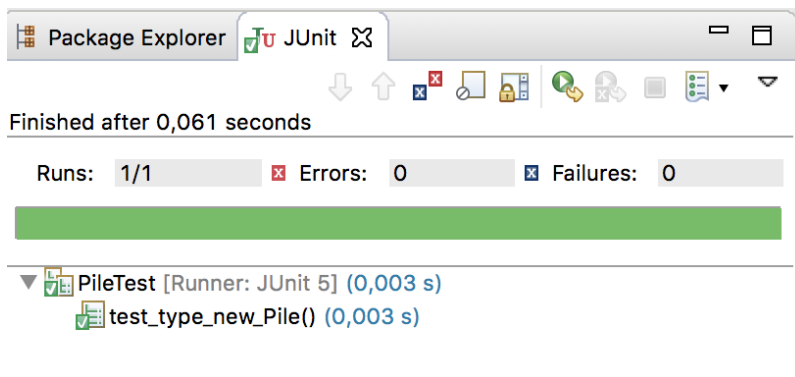 Package Explorer JUnit
Finished after 0,061 seconds
Runs: 1/1 Errors: 0 Failures: 0
PileTest [Runner: JUnit 5] (0,003 s)
test_type_new_Pile() (0,003 s)